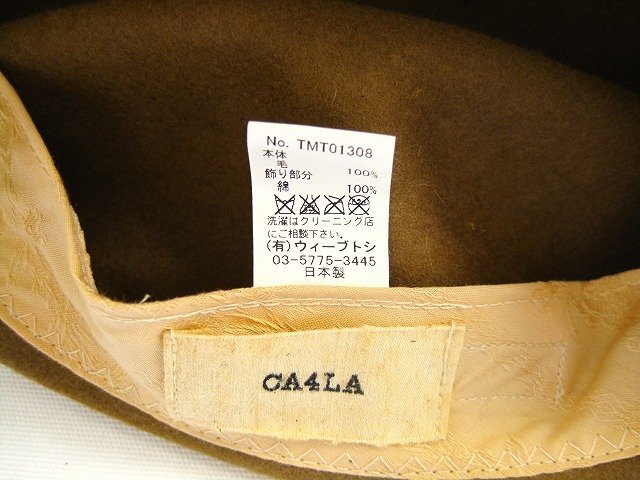 No. TMT01308
本体
毛 100%
飾り部分
綿 100%
洗濯はクリーニング店
にご相談下さい。
(有)ウィーブトシ
03-5775-3445
日本製
CA4LA